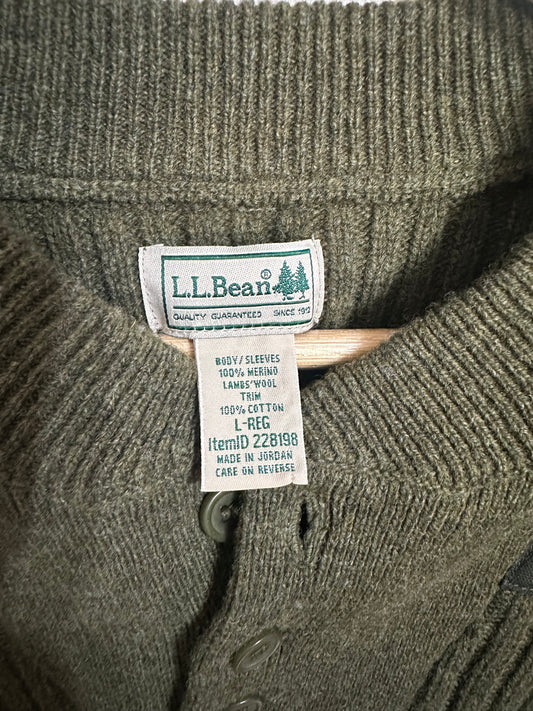 L.L.Bean®
QUALITY GUARANTEED SINCE 1912
BODY/SLEEVES
100% MERINO
LAMBS'WOOL
TRIM
100% COTTON
L-REG
ItemID 228198
MADE IN JORDAN
CARE ON REVERSE